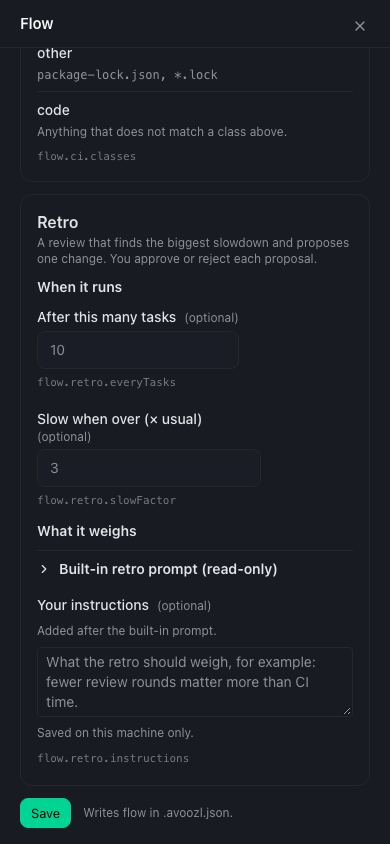 Flow
other
package-lock.json, *.lock
code
Anything that does not match a class above.
flow.ci.classes
Retro
A review that finds the biggest slowdown and proposes
one change. You approve or reject each proposal.
When it runs
After this many tasks (optional)
10
flow.retro.everyTasks
Slow when over (× usual)
(optional)
3
flow.retro.slowFactor
What it weighs
Built-in retro prompt (read-only)
Your instructions (optional)
Added after the built-in prompt.
What the retro should weigh, for example:
fewer review rounds matter more than CI
time.
Saved on this machine only.
flow.retro.instructions
Save Writes flow in .avoozl.json.